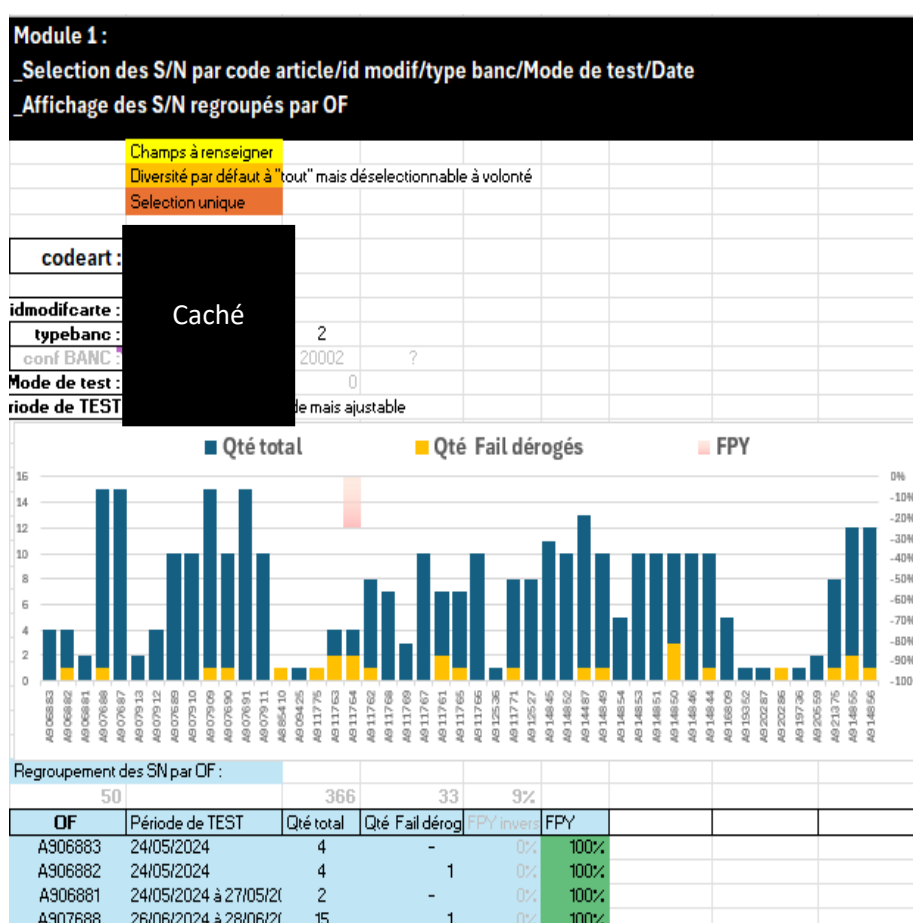 Module 1 :
_Selection des S/N par code article/id modif/type banc/Mode de test/Date
_Affichage des S/N regroupés par OF
Champs à renseigner
Diversité par défaut à "tout" mais déselectionnable à volonté
Selection unique
codeart :
Caché
idmodifcarte :
typebanc : 2
conf BANC : 20002 ?
Mode de test : 0
riode de TEST de mais ajustable
Qté total Qté Fail dérogés FPY
16 0%
14 -10%
12 -20%
10 -30%
8 -40%
6 -50%
4 -60%
2 -70%
0 -80%
-90%
-100
A906883 A906882 A906881 A907688 A907687 A907913 A907912 A907689 A907910 A907909 A907690 A907691 A907911 A885410 A909425 A911775 A911763 A911764 A911762 A911768 A911769 A911767 A911761 A911765 A911766 A912536 A911771 A912527 A914845 A914852 A914487 A914849 A914854 A914853 A914851 A914850 A914846 A914844 A916809 A919352 A920287 A920286 A919736 A920659 A921375 A914855 A914856
Regroupement des SN par OF :
50 366 33 9%
OF Période de TEST Qté total Qté Fail dérog FPY invers FPY
A906883 24/05/2024 4 - 0% 100%
A906882 24/05/2024 4 1 0% 100%
A906881 24/05/2024 à 27/05/20 2 - 0% 100%
A907688 26/06/2024 à 28/06/20 15 1 0% 100%